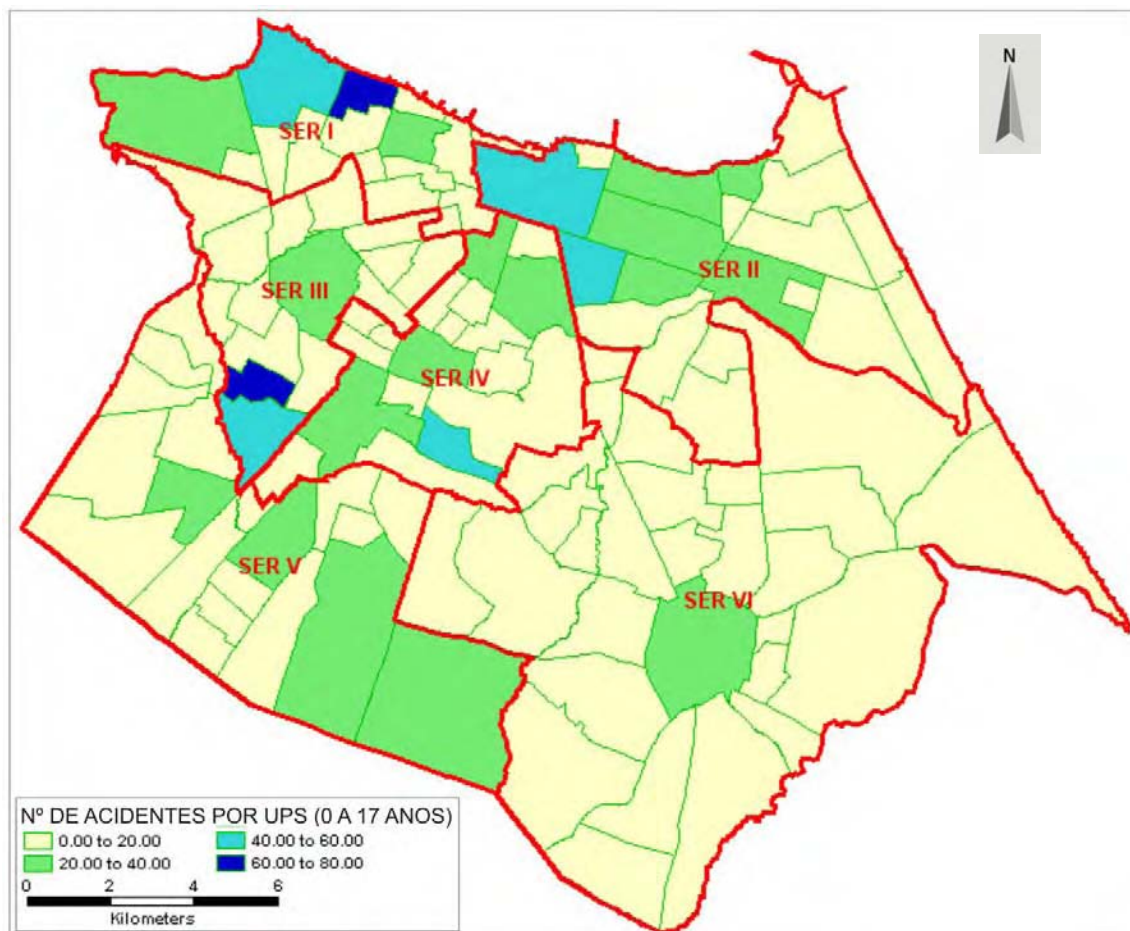 N
SER I
SER II
SER III
SER IV
SER V
SER VI
Nº DE ACIDENTES POR UPS (0 A 17 ANOS)
0.00 to 20.00 40.00 to 60.00
20.00 to 40.00 60.00 to 80.00
0 2 4 6
Kilometers